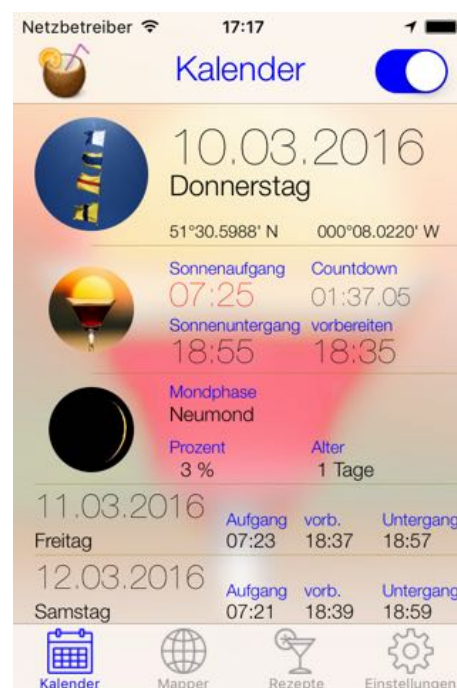 Netzbetreiber 17:17
Kalender
10.03.2016
Donnerstag
51°30.5988' N 000°08.0220' W
Sonnenaufgang Countdown
07:25 01:37.05
Sonnenuntergang vorbereiten
18:55 18:35
Mondphase
Neumond
Prozent Alter
3 % 1 Tage
11.03.2016
Aufgang vorb. Untergang
Freitag 07:23 18:37 18:57
12.03.2016
Aufgang vorb. Untergang
Samstag 07:21 18:39 18:59
Kalender Mapper Rezepte Einstellungen